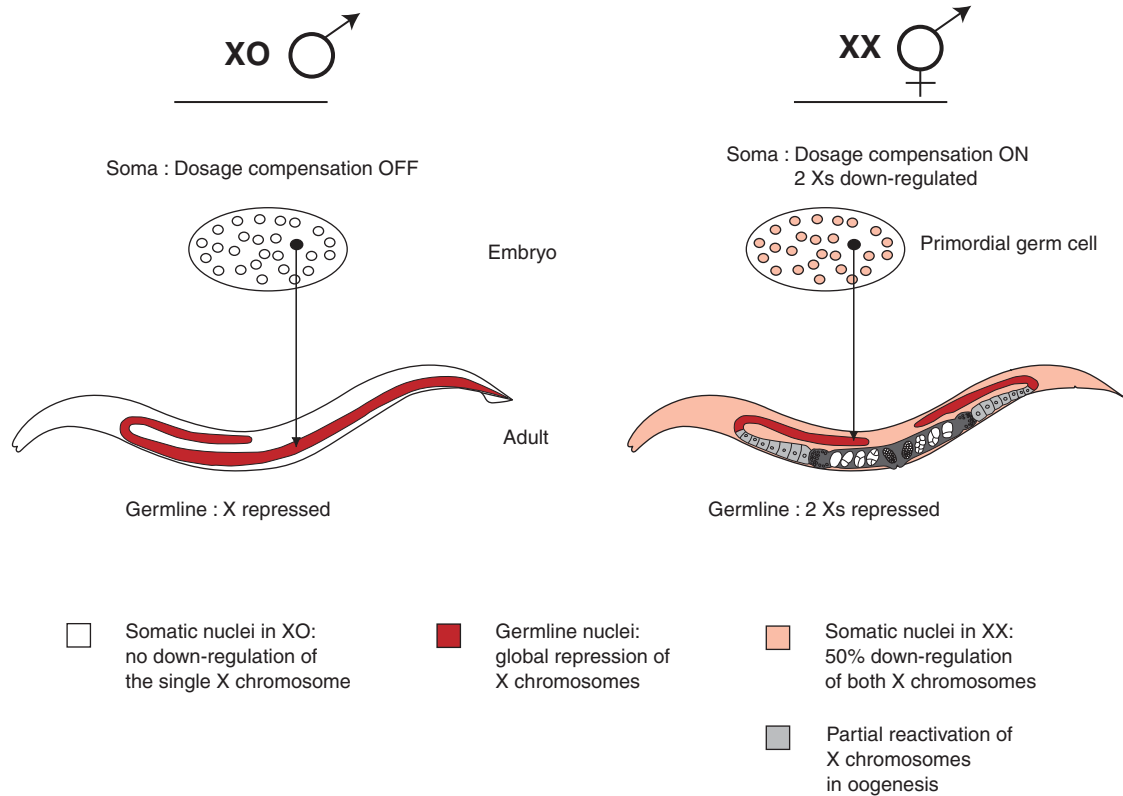 XO
XX
Soma : Dosage compensation OFF
Soma : Dosage compensation ON
2 Xs down-regulated
Embryo
Primordial germ cell
Adult
Germline : X repressed
Germline : 2 Xs repressed
Somatic nuclei in XO:
no down-regulation of
the single X chromosome
Germline nuclei:
global repression of
X chromosomes
Somatic nuclei in XX:
50% down-regulation
of both X chromosomes
Partial reactivation of
X chromosomes
in oogenesis